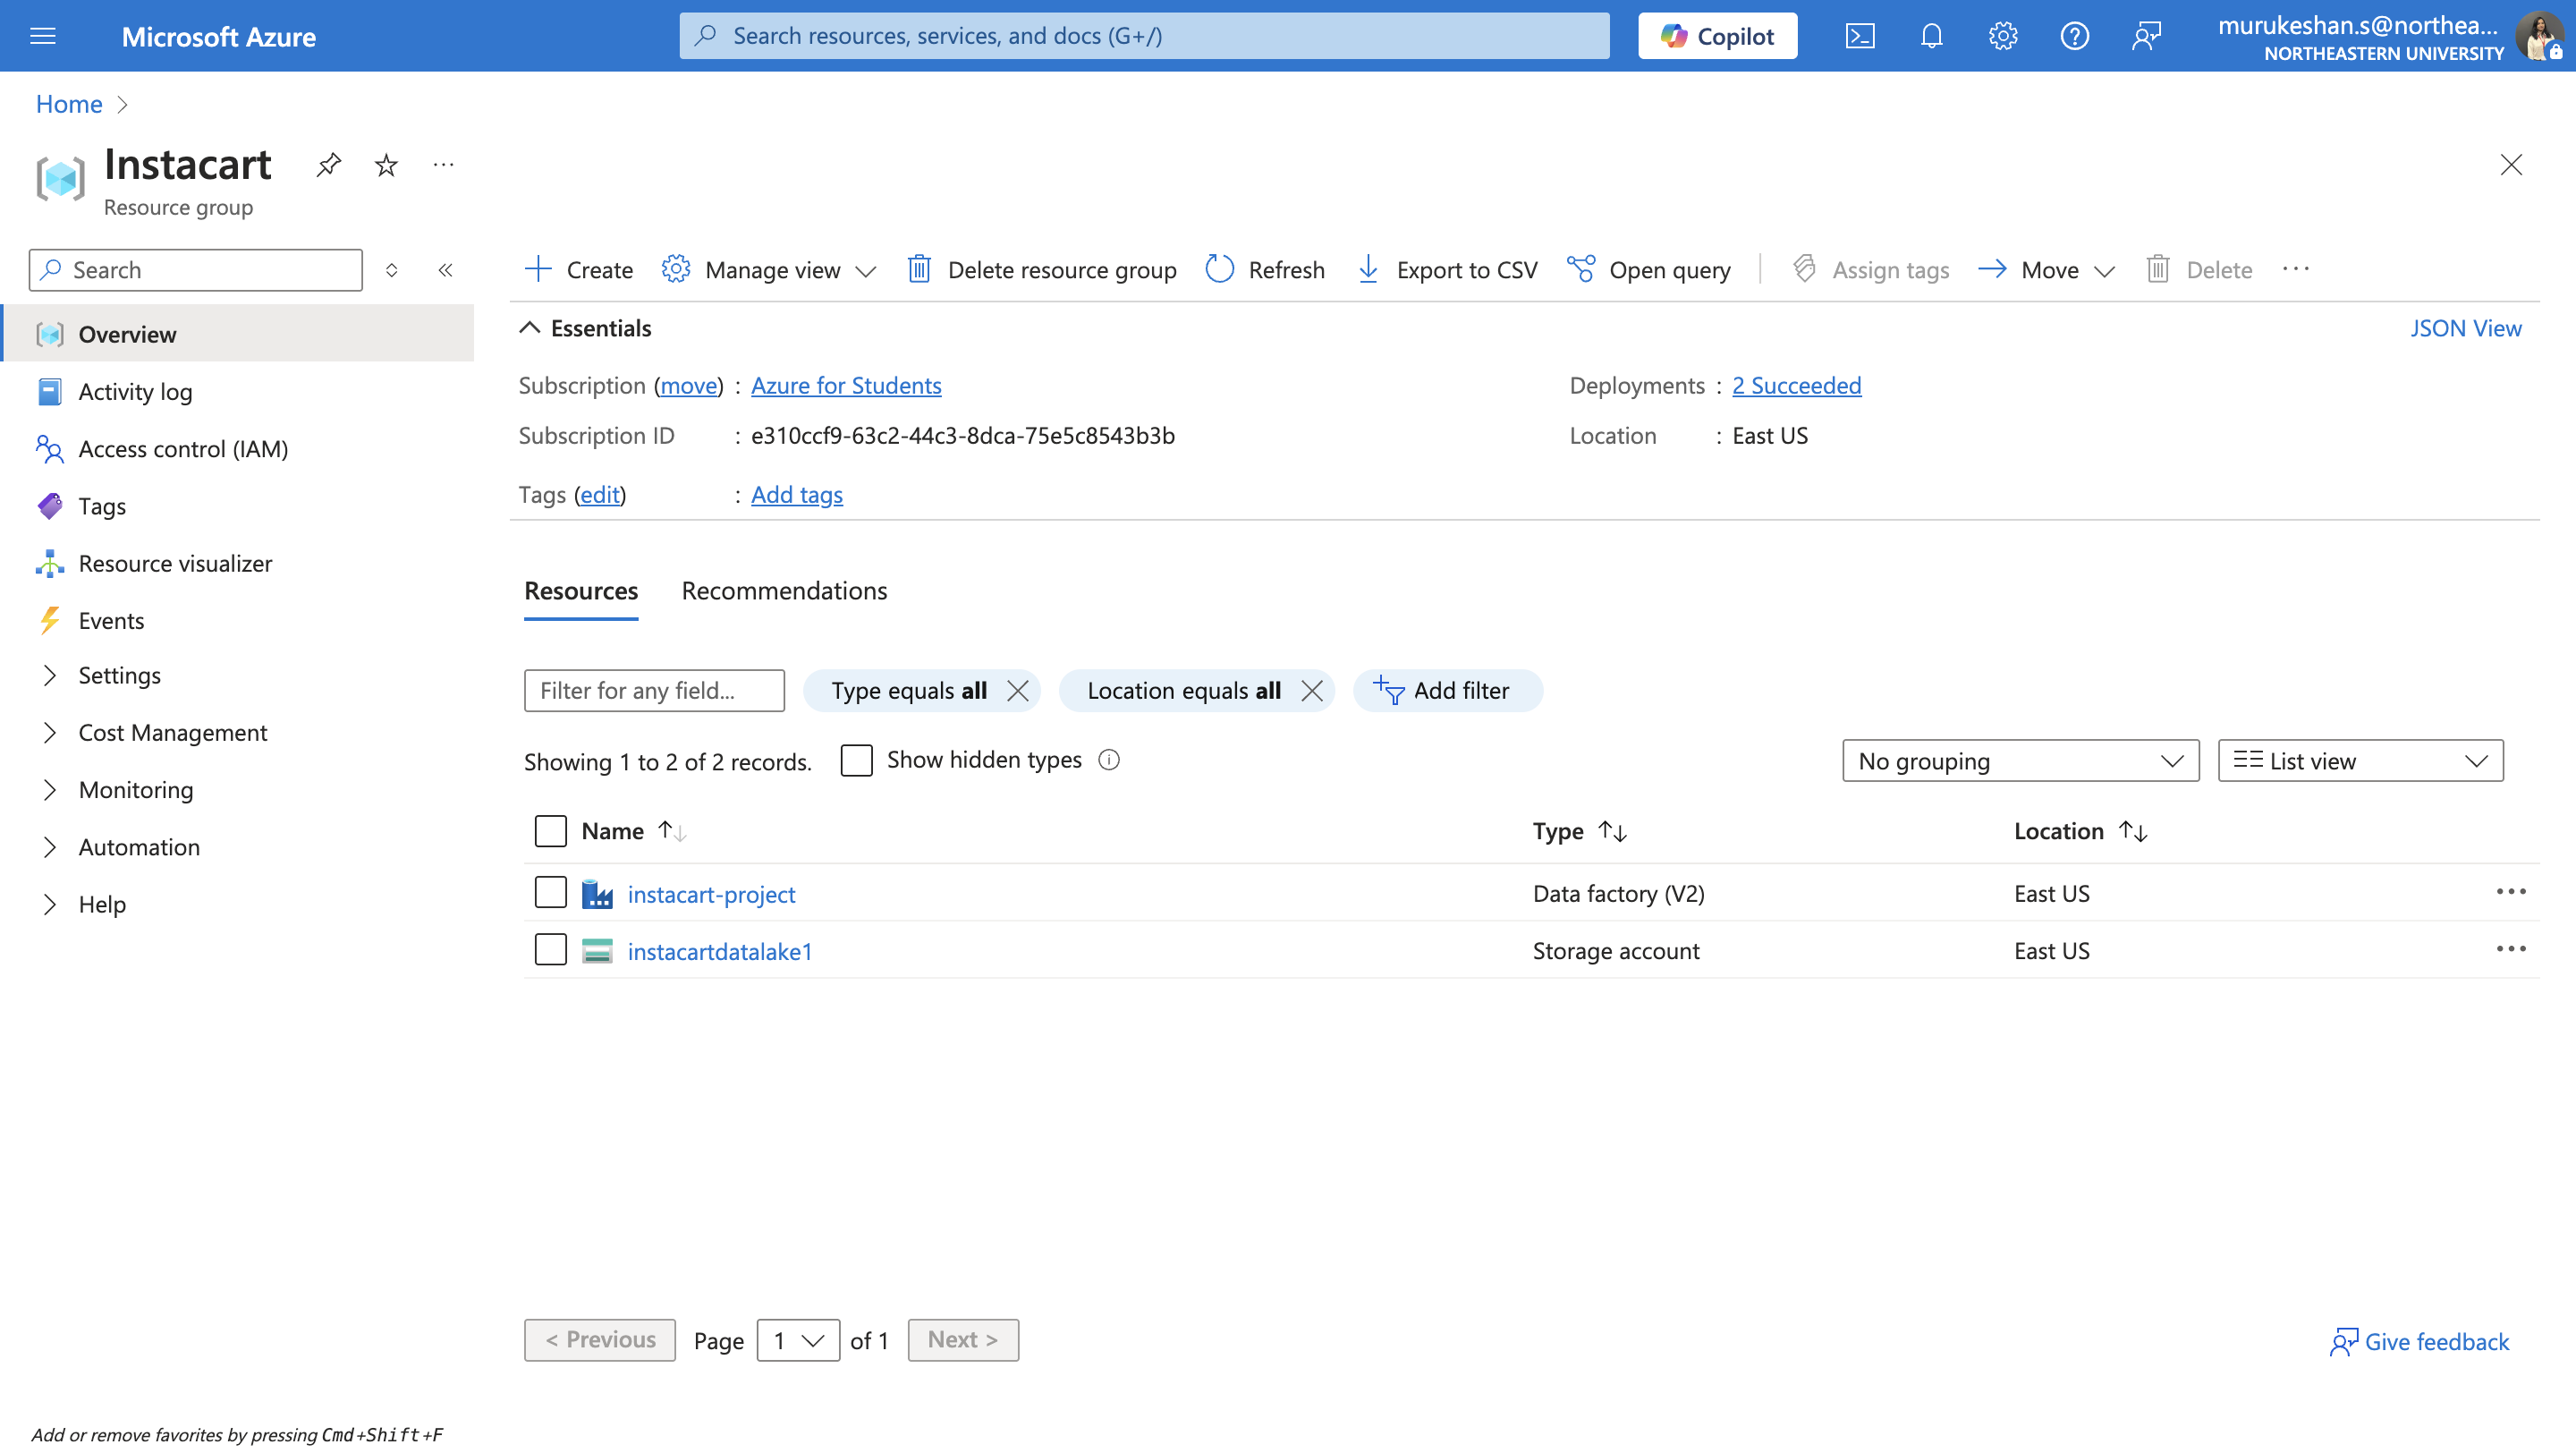 Microsoft Azure
Search resources, services, and docs (G+/)
Copilot
murukeshan.s@northea...
NORTHEASTERN UNIVERSITY
Home
Instacart
Resource group
Search
Create
Manage view
Delete resource group
Refresh
Export to CSV
Open query
Assign tags
Move
Delete
Overview
Activity log
Access control (IAM)
Tags
Resource visualizer
Events
Settings
Cost Management
Monitoring
Automation
Help
Essentials
JSON View
Subscription (move) : Azure for Students
Deployments : 2 Succeeded
Subscription ID : e310ccf9-63c2-44c3-8dca-75e5c8543b3b
Location : East US
Tags (edit) : Add tags
Resources Recommendations
Filter for any field...
Type equals all
Location equals all
Add filter
Showing 1 to 2 of 2 records.
Show hidden types
No grouping
List view
Name Type Location
instacart-project Data factory (V2) East US
instacartdatalake1 Storage account East US
< Previous Page 1 of 1 Next >
Give feedback
Add or remove favorites by pressing Cmd+Shift+F